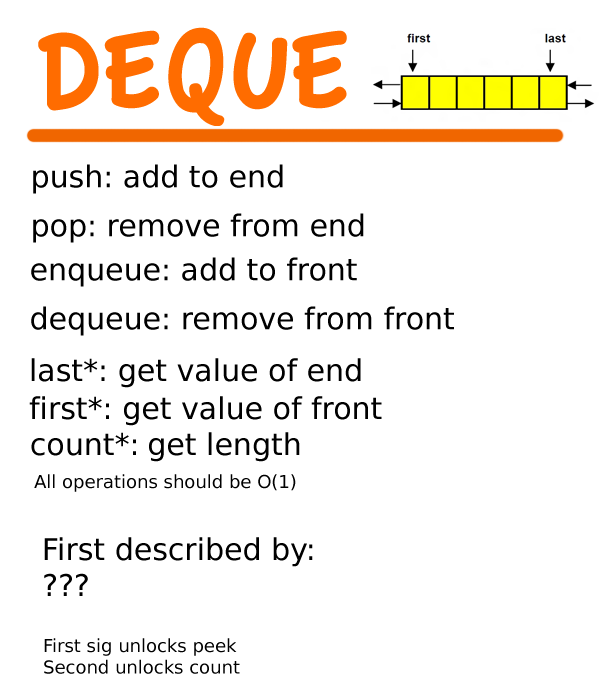 DEQUE
first last
push: add to end
pop: remove from end
enqueue: add to front
dequeue: remove from front
last*: get value of end
first*: get value of front
count*: get length
All operations should be O(1)
First described by:
???
First sig unlocks peek
Second unlocks count